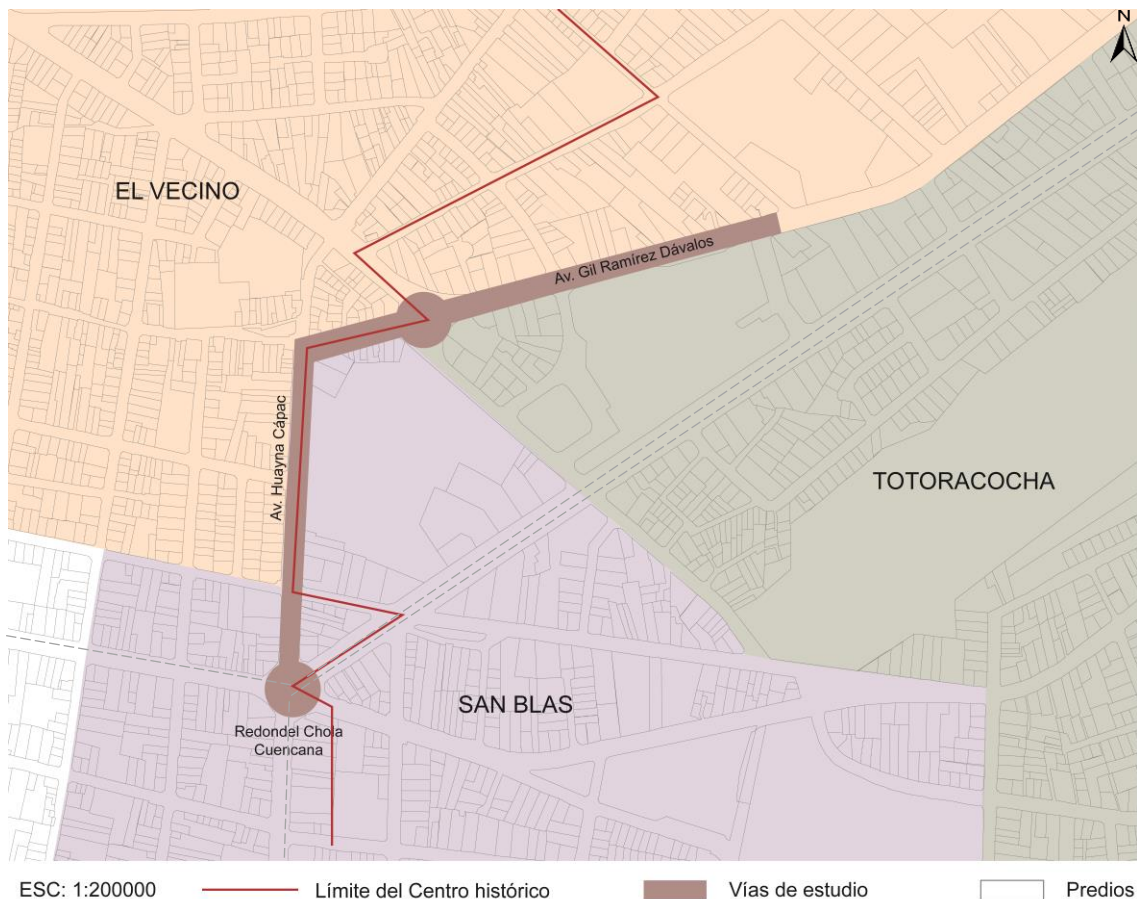 N
EL VECINO
Av. Gil Ramírez Dávalos
Av. Huayna Cápac
TOTORACOCHA
SAN BLAS
Redondel Chola
Cuencana
ESC: 1:200000
Límite del Centro histórico
Vías de estudio
Predios